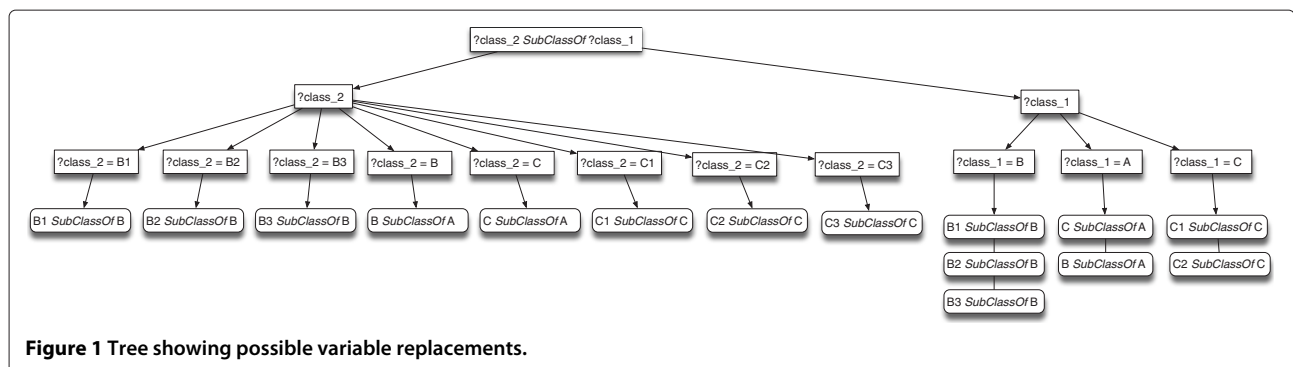 ?class_2 SubClassOf ?class_1
?class_2
?class_1
?class_2 = B1
?class_2 = B2
?class_2 = B3
?class_2 = B
?class_2 = C
?class_2 = C1
?class_2 = C2
?class_2 = C3
?class_1 = B
?class_1 = A
?class_1 = C
B1 SubClassOf B
B2 SubClassOf B
B3 SubClassOf B
B SubClassOf A
C SubClassOf A
C1 SubClassOf C
C2 SubClassOf C
C3 SubClassOf C
B1 SubClassOf B
C SubClassOf A
C1 SubClassOf C
B2 SubClassOf B
B SubClassOf A
C2 SubClassOf C
B3 SubClassOf B
Figure 1 Tree showing possible variable replacements.